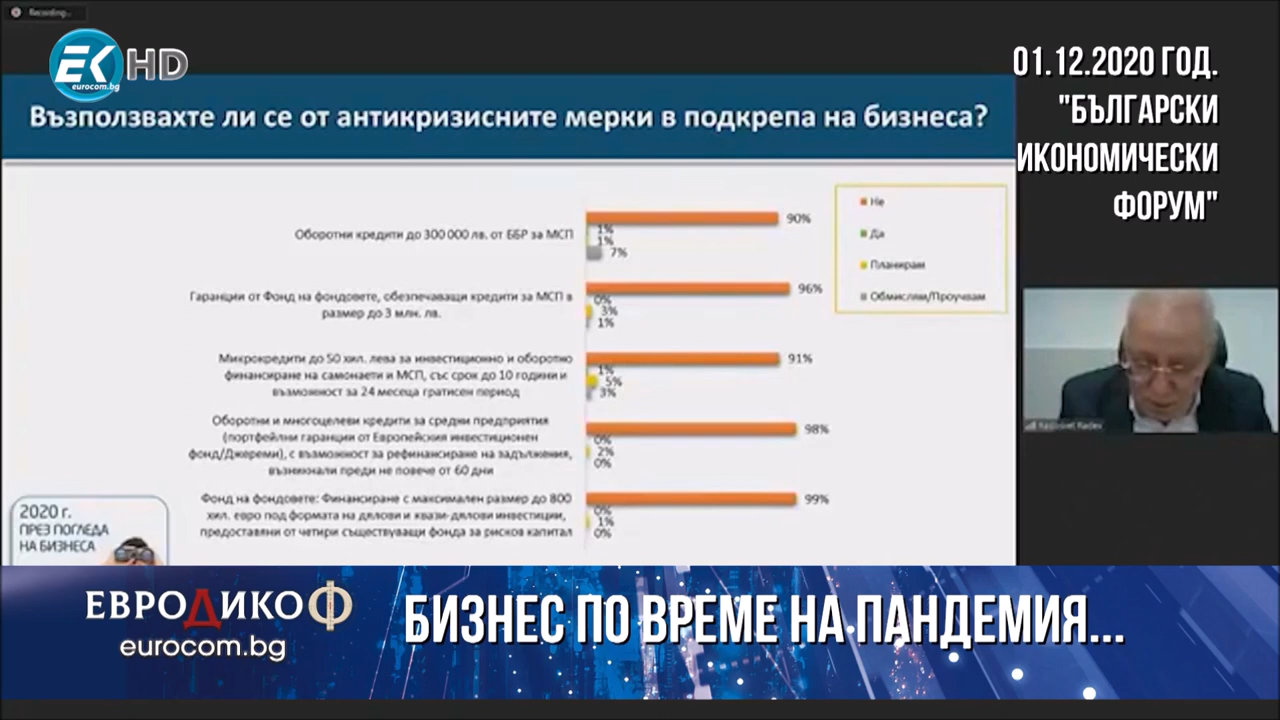 Recording...
EK HD
eurocom.bg
01.12.2020 ГОД.
"БЪЛГАРСКИ
ИКОНОМИЧЕСКИ
ФОРУМ"
Възползвахте ли се от антикризисните мерки в подкрепа на бизнеса?
Не
Да
Планирам
Обмислям/Проучвам
Оборотни кредити до 300 000 лв. от ББР за МСП
90%
1%
1%
7%
Гаранции от Фонд на фондовете, обезпечаващи кредити за МСП в
размер до 3 млн. лв.
96%
0%
3%
1%
Микрокредити до 50 хил. лева за инвестиционно и оборотно
финансиране на самонаети и МСП, със срок до 10 години и
възможност за 24 месеца гратисен период
91%
1%
5%
3%
Оборотни и многоцелеви кредити за средни предприятия
(портфейлни гаранции от Европейския инвестиционен
фонд/Джереми), с възможност за рефинансиране на задължения,
възникнали преди не повече от 60 дни
98%
0%
2%
0%
Фонд на фондовете: Финансиране с максимален размер до 800
хил. евро под формата на дялови и квази-дялови инвестиции,
предоставяни от четири съществуващи фонда за рисков капитал
99%
0%
1%
0%
2020 г.
ПРЕЗ ПОГЛЕДА
НА БИЗНЕСА
Radosvet Radev
ЕВРОДИКОФ
eurocom.bg
БИЗНЕС ПО ВРЕМЕ НА ПАНДЕМИЯ...